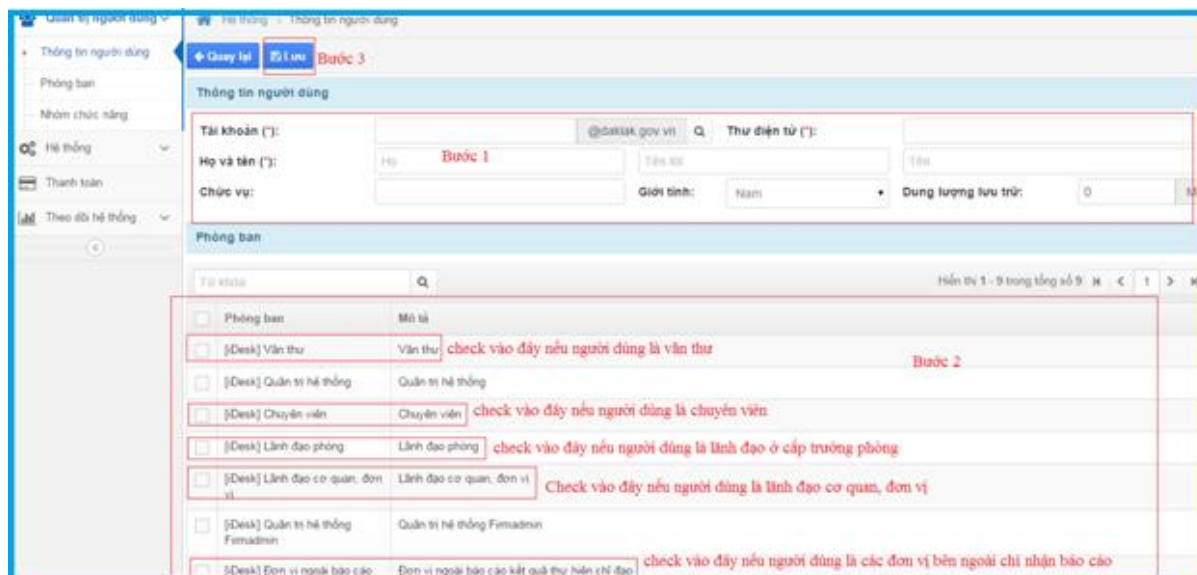 Quản trị người dùng
Hệ thống > Thông tin người dùng
Thông tin người dùng
Phòng ban
Nhóm chức năng
Hệ thống
Thanh toán
Theo dõi hệ thống
Quay lại Lưu Bước 3
Thông tin người dùng
Tài khoản (*): @daklak.gov.vn Thư điện tử (*):
Họ và tên (*): Họ Bước 1 Tên lót Tên
Chức vụ: Giới tính: Nam Dung lượng lưu trữ: 0 M
Phòng ban
Từ khóa Hiển thị 1 - 9 trong tổng số 9 1
Phòng ban Mô tả
[iDesk] Văn thư Văn thư check vào đây nếu người dùng là văn thư
Bước 2
[iDesk] Quản trị hệ thống Quản trị hệ thống
[iDesk] Chuyên viên Chuyên viên check vào đây nếu người dùng là chuyên viên
[iDesk] Lãnh đạo phòng Lãnh đạo phòng check vào đây nếu người dùng là lãnh đạo ở cấp trưởng phòng
[iDesk] Lãnh đạo cơ quan, đơn vị Lãnh đạo cơ quan, đơn vị Check vào đây nếu người dùng là lãnh đạo cơ quan, đơn vị
[iDesk] Quản trị hệ thống Firmadmin Quản trị hệ thống Firmadmin
[iDesk] Đơn vị ngoài báo cáo Đơn vị ngoài báo cáo kết quả thực hiện chỉ đạo check vào đây nếu người dùng là các đơn vị bên ngoài chỉ nhận báo cáo